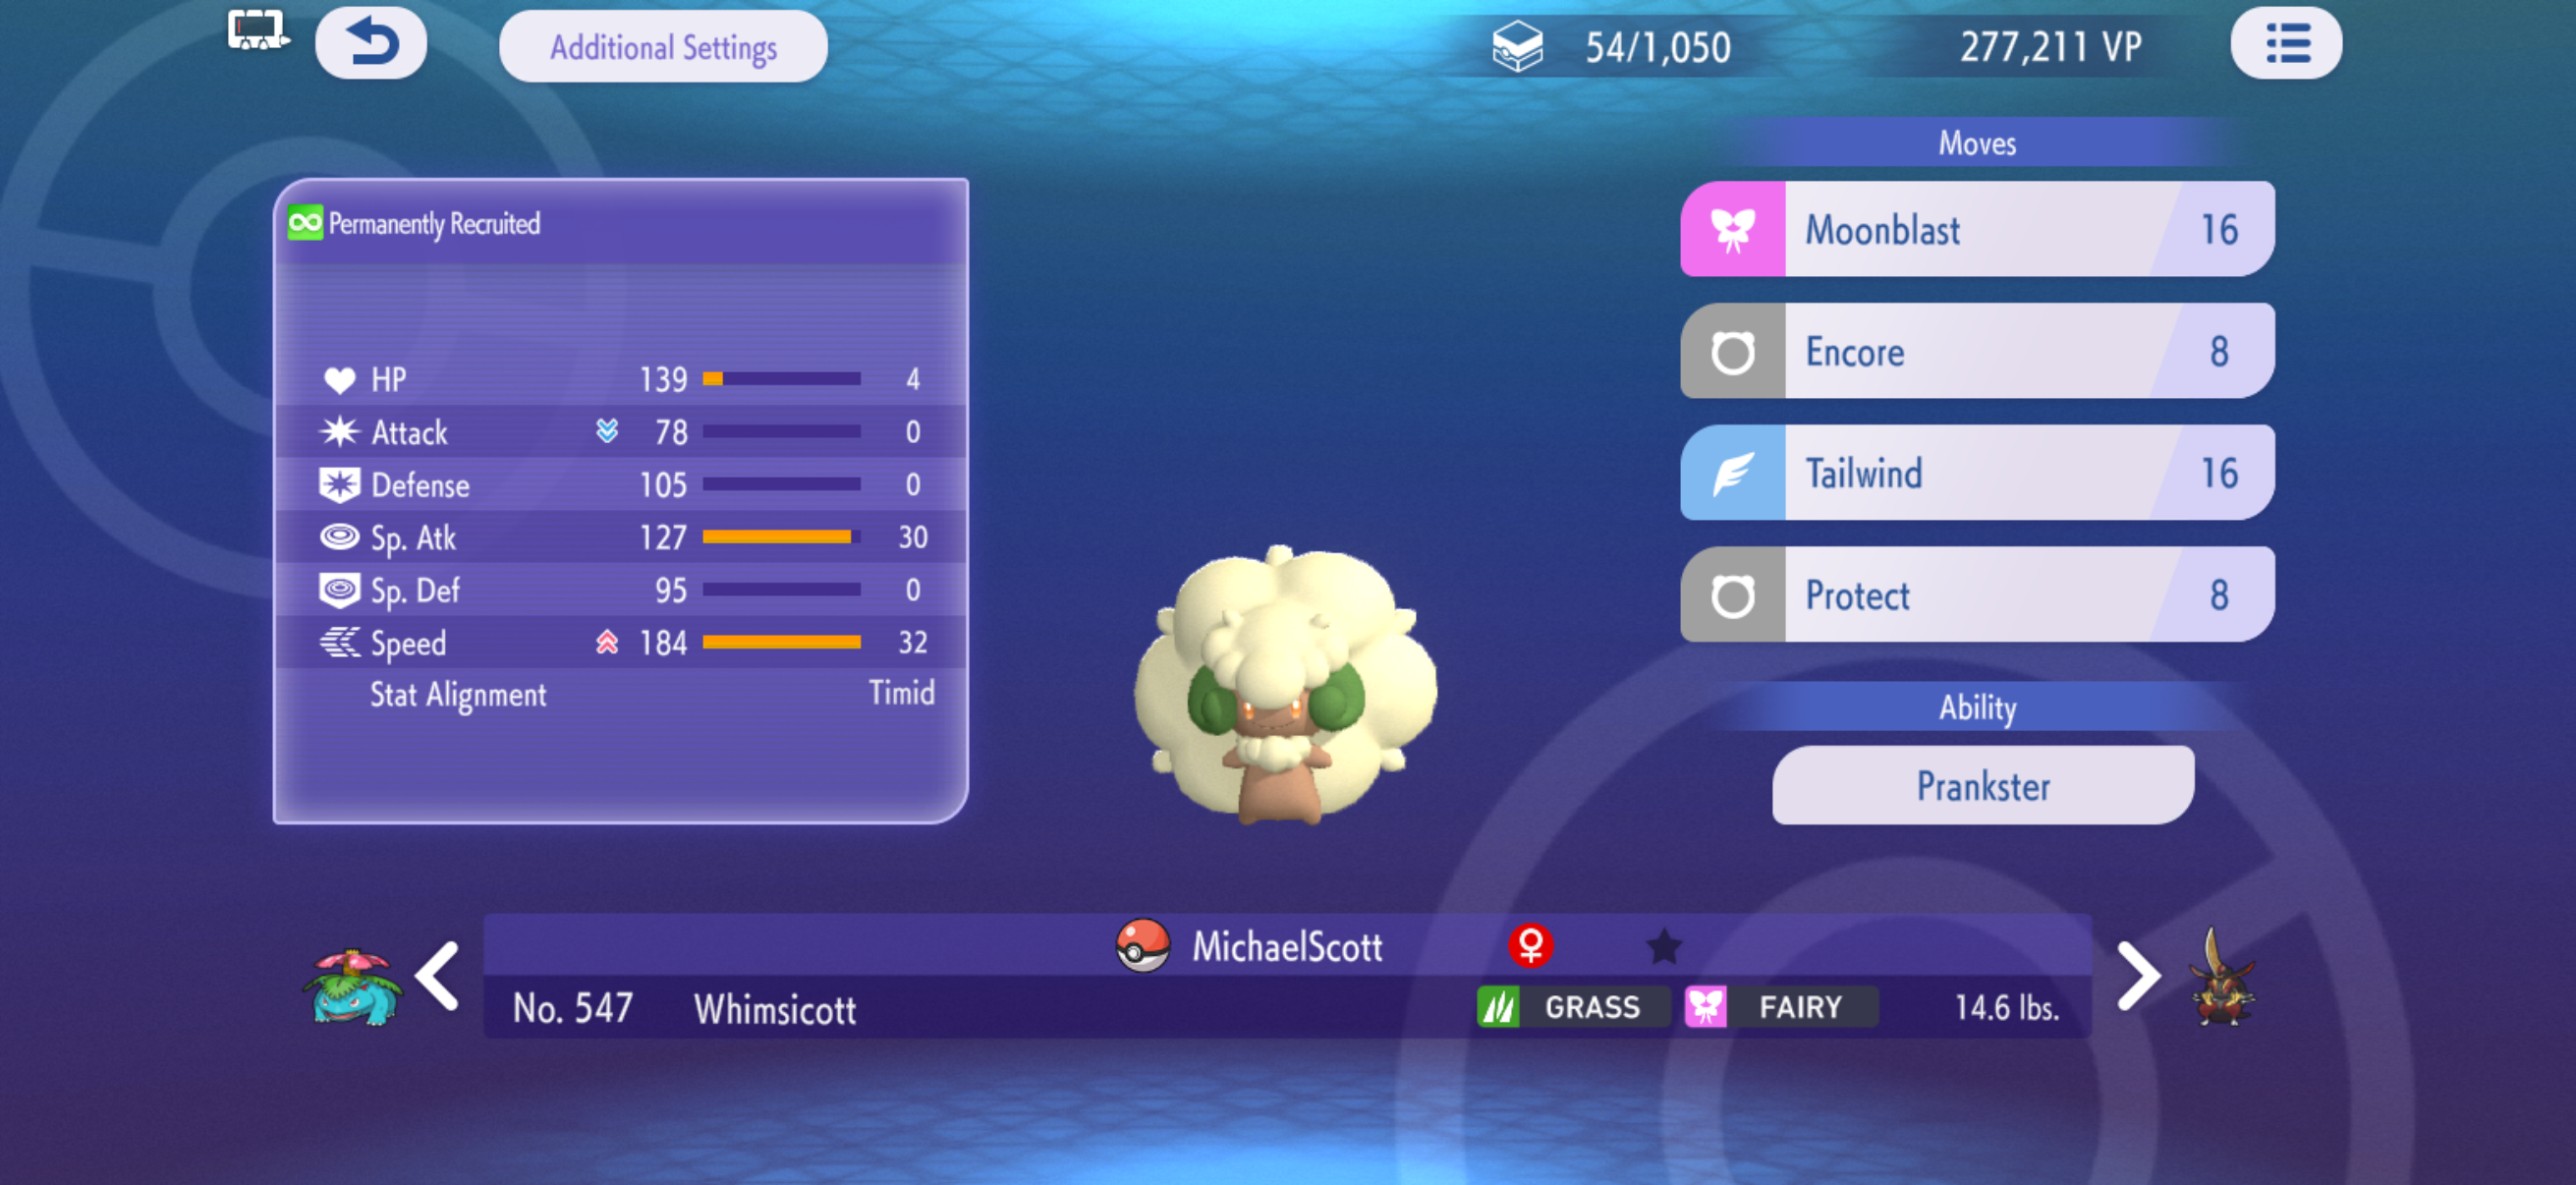 Additional Settings
54/1,050
277,211 VP
Permanently Recruited
HP 139 4
Attack 78 0
Defense 105 0
Sp. Atk 127 30
Sp. Def 95 0
Speed 184 32
Stat Alignment Timid
Moves
Moonblast 16
Encore 8
Tailwind 16
Protect 8
Ability
Prankster
MichaelScott
No. 547 Whimsicott GRASS FAIRY 14.6 lbs.